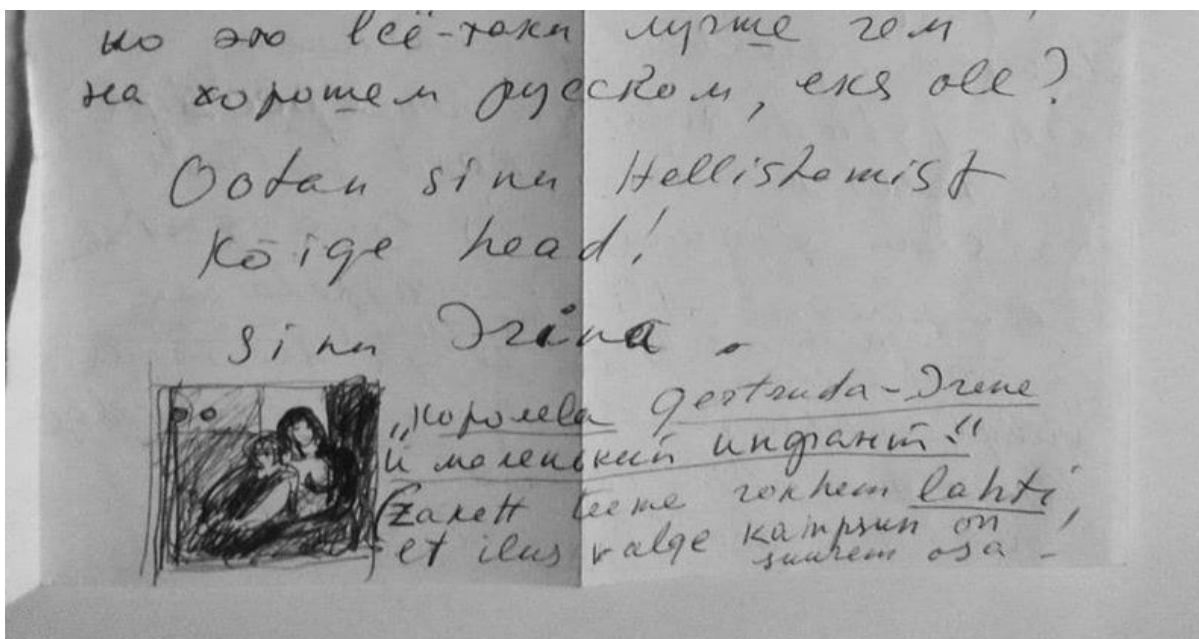 но это всё-таки лучше чем
на хорошем русском, eks ole?
Ootan sinu Hellistamist
Kõige head!
sinu Irina.
„Королева Gertruda-Irene
и маленький инфант“
(Zakett teeme rohkem lahti,
et ilus valge kampsun on
suurem osa -